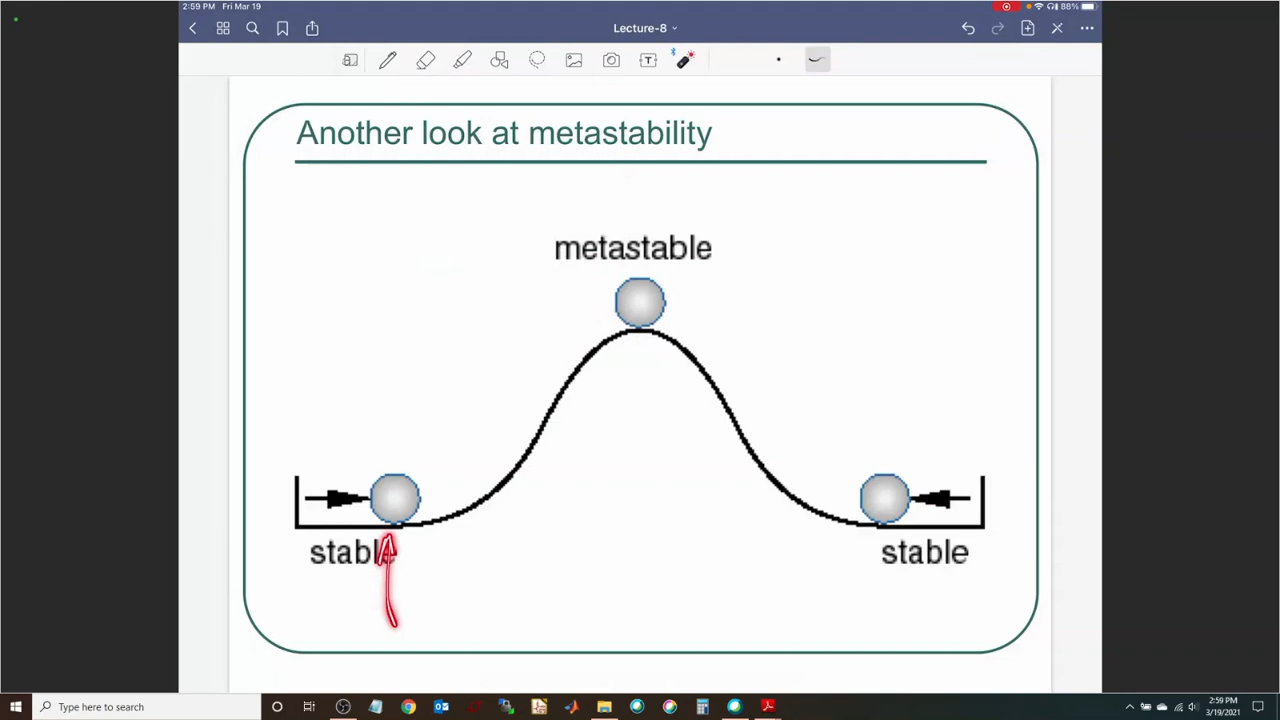 2:59 PM Fri Mar 19
88%
Lecture-8
T
Another look at metastability
metastable
stable
stable
Type here to search
2:59 PM
3/19/2021